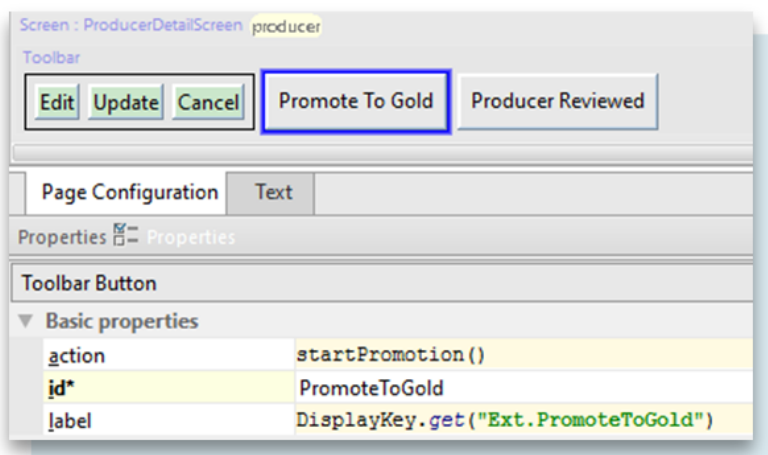 Screen : ProducerDetailScreen producer
Toolbar
Edit Update Cancel Promote To Gold Producer Reviewed
Page Configuration Text
Properties Properties
Toolbar Button
Basic properties
action startPromotion()
id* PromoteToGold
label DisplayKey.get("Ext.PromoteToGold")